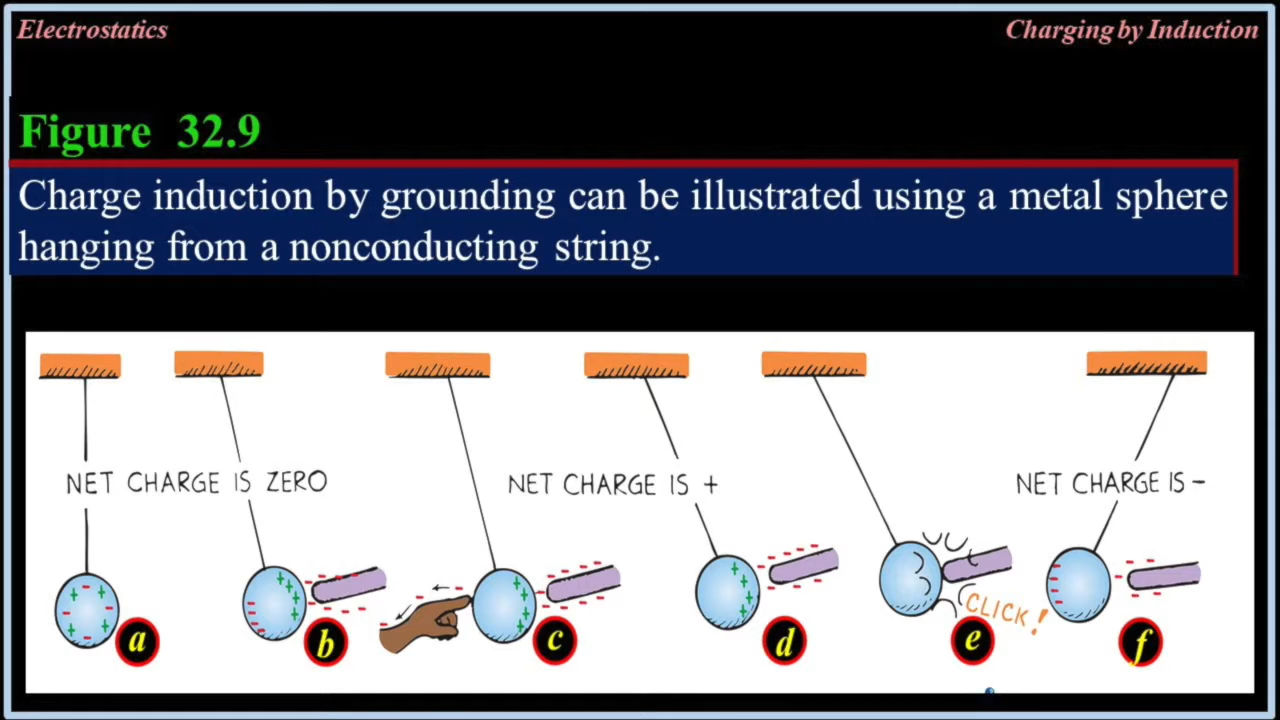 Electrostatics
Charging by Induction
Figure 32.9
Charge induction by grounding can be illustrated using a metal sphere
hanging from a nonconducting string.
NET CHARGE IS ZERO
NET CHARGE IS +
NET CHARGE IS -
CLICK!
a
b
c
d
e
f